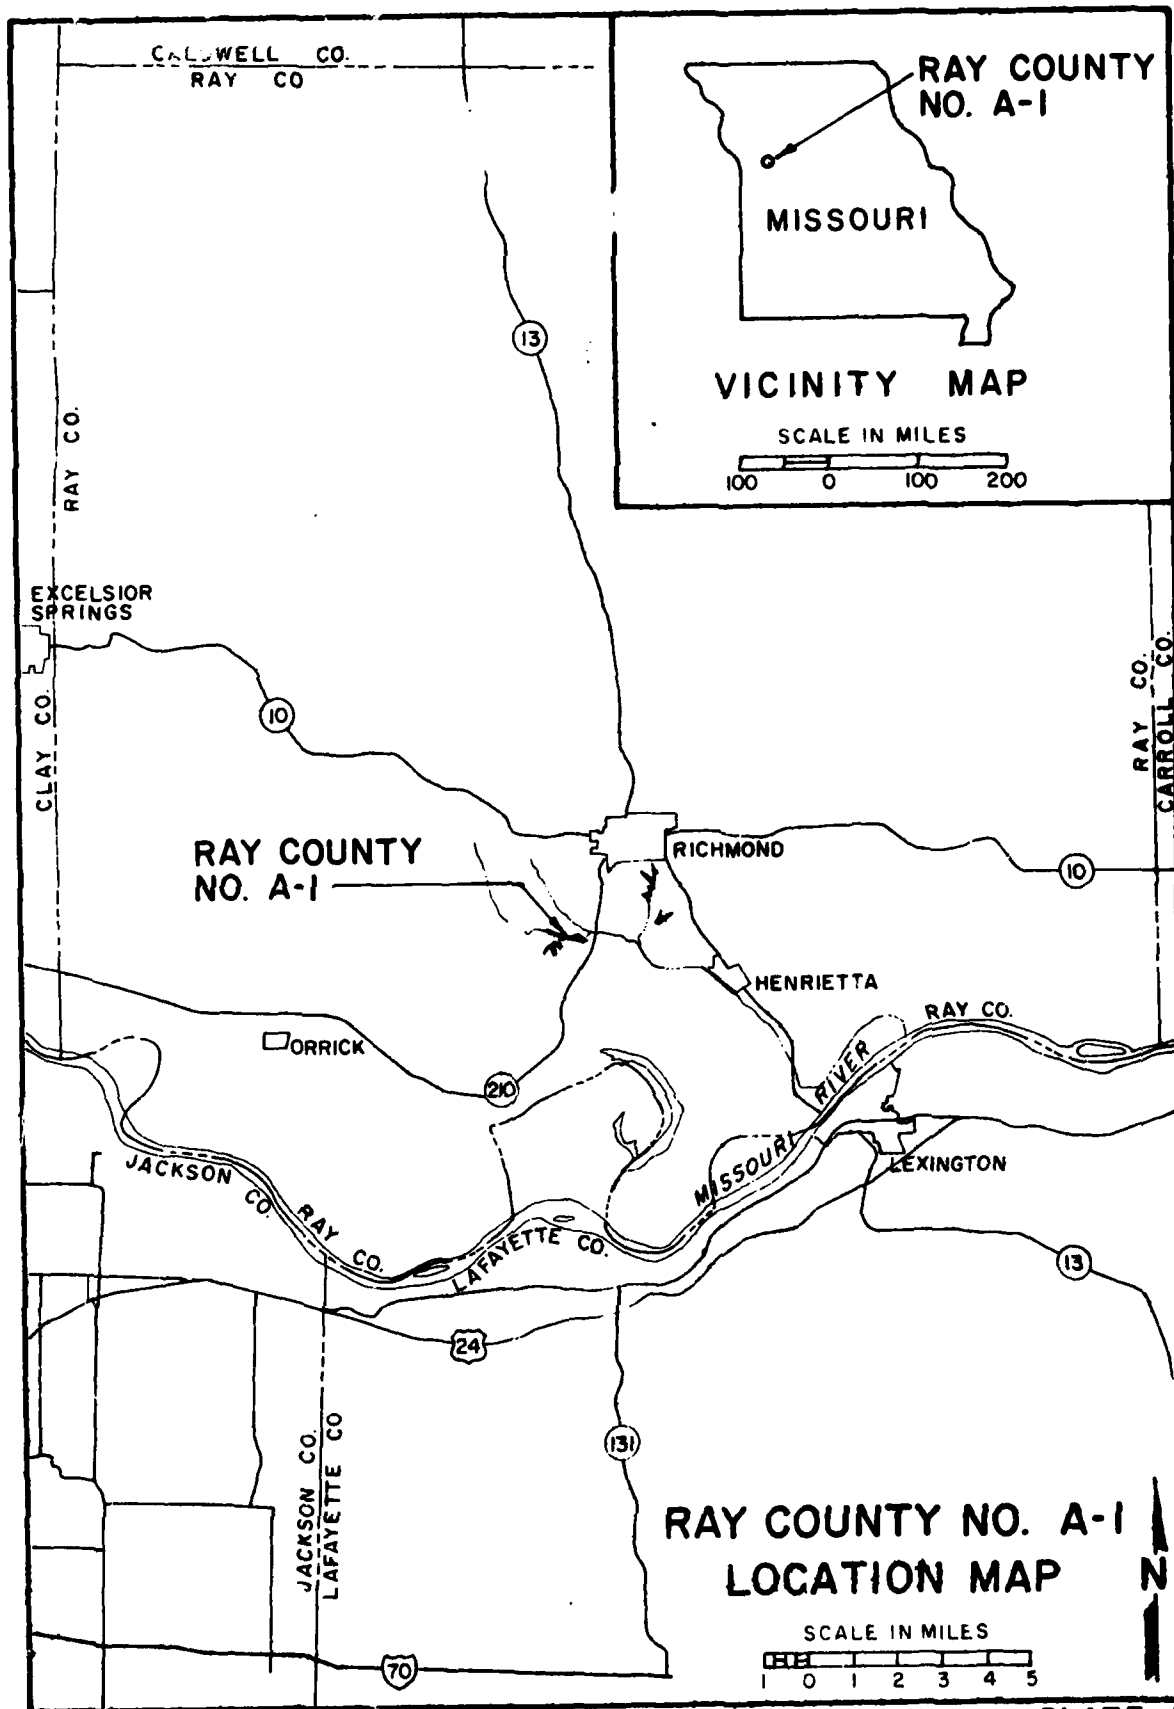 CALDWELL CO.
RAY CO
RAY COUNTY
NO. A-1
MISSOURI
VICINITY MAP
SCALE IN MILES
100 0 100 200
13
RAY CO.
CLAY CO.
EXCELSIOR
SPRINGS
10
RAY CO.
CARROLL CO.
RAY COUNTY
NO. A-1
RICHMOND
10
HENRIETTA
ORRICK
210
RAY CO.
MISSOURI RIVER
LEXINGTON
JACKSON CO.
RAY CO.
LAFAYETTE CO.
13
24
131
JACKSON CO.
LAFAYETTE CO
70
RAY COUNTY NO. A-1
LOCATION MAP
N
SCALE IN MILES
1 0 1 2 3 4 5